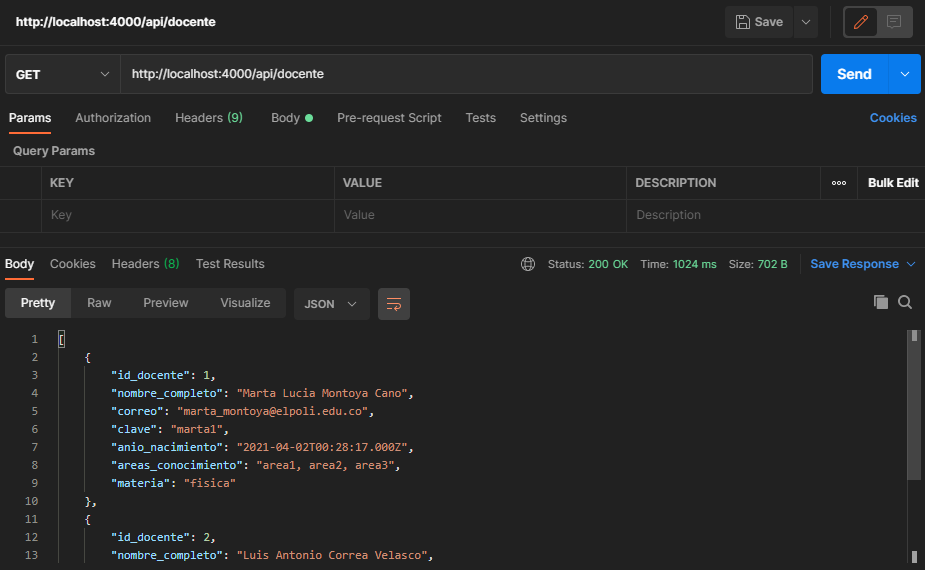 http://localhost:4000/api/docente
Save
GET
http://localhost:4000/api/docente
Send
Params Authorization Headers (9) Body Pre-request Script Tests Settings Cookies
Query Params
KEY VALUE DESCRIPTION ooo Bulk Edit
Key Value Description
Body Cookies Headers (8) Test Results Status: 200 OK Time: 1024 ms Size: 702 B Save Response
Pretty Raw Preview Visualize JSON
1 [
2 {
3 "id_docente": 1,
4 "nombre_completo": "Marta Lucia Montoya Cano",
5 "correo": "marta_montoya@elpoli.edu.co",
6 "clave": "marta1",
7 "anio_nacimiento": "2021-04-02T00:28:17.000Z",
8 "areas_conocimiento": "area1, area2, area3",
9 "materia": "fisica"
10 },
11 {
12 "id_docente": 2,
13 "nombre_completo": "Luis Antonio Correa Velasco",